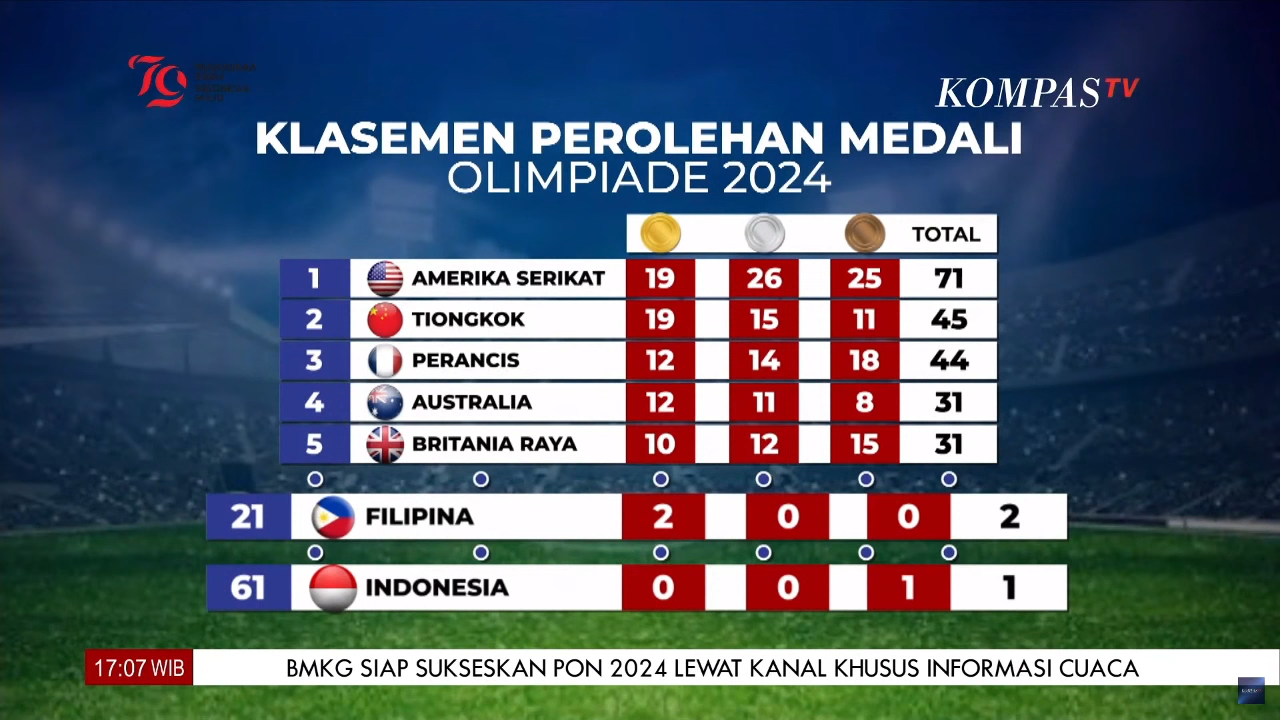 79
KOMPAS TV
KLASEMEN PEROLEHAN MEDALI
OLIMPIADE 2024
TOTAL
1 AMERIKA SERIKAT 19 26 25 71
2 TIONGKOK 19 15 11 45
3 PERANCIS 12 14 18 44
4 AUSTRALIA 12 11 8 31
5 BRITANIA RAYA 10 12 15 31
21 FILIPINA 2 0 0 2
61 INDONESIA 0 0 1 1
17:07 WIB BMKG SIAP SUKSESKAN PON 2024 LEWAT KANAL KHUSUS INFORMASI CUACA